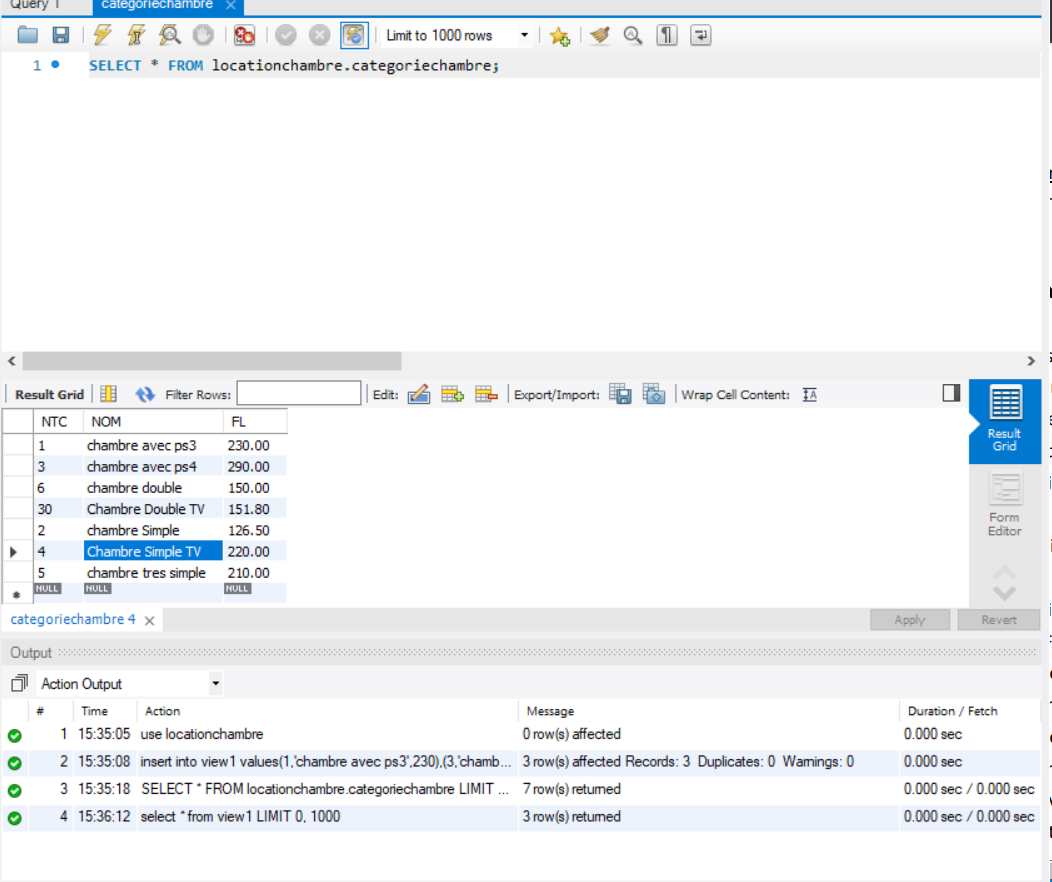 Query 1 categoriechambre
Limit to 1000 rows
1 SELECT * FROM locationchambre.categoriechambre;
Result Grid Filter Rows: Edit: Export/Import: Wrap Cell Content:
NTC NOM FL
1 chambre avec ps3 230.00
3 chambre avec ps4 290.00
6 chambre double 150.00
30 Chambre Double TV 151.80
2 chambre Simple 126.50
4 Chambre Simple TV 220.00
5 chambre tres simple 210.00
NULL NULL NULL
Result
Grid
Form
Editor
categoriechambre 4 Apply Revert
Output
Action Output
# Time Action Message Duration / Fetch
1 15:35:05 use locationchambre 0 row(s) affected 0.000 sec
2 15:35:08 insert into view1 values(1,'chambre avec ps3',230),(3,'chamb... 3 row(s) affected Records: 3 Duplicates: 0 Warnings: 0 0.000 sec
3 15:35:18 SELECT * FROM locationchambre.categoriechambre LIMIT ... 7 row(s) returned 0.000 sec / 0.000 sec
4 15:36:12 select * from view1 LIMIT 0, 1000 3 row(s) returned 0.000 sec / 0.000 sec